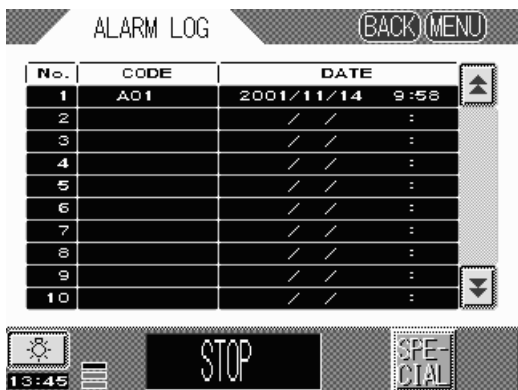 ALARM LOG BACK MENU
No. CODE DATE
1 A01 2001/11/14 9:58
2 / / :
3 / / :
4 / / :
5 / / :
6 / / :
7 / / :
8 / / :
9 / / :
10 / / :
STOP SPE-
CIAL
13:45